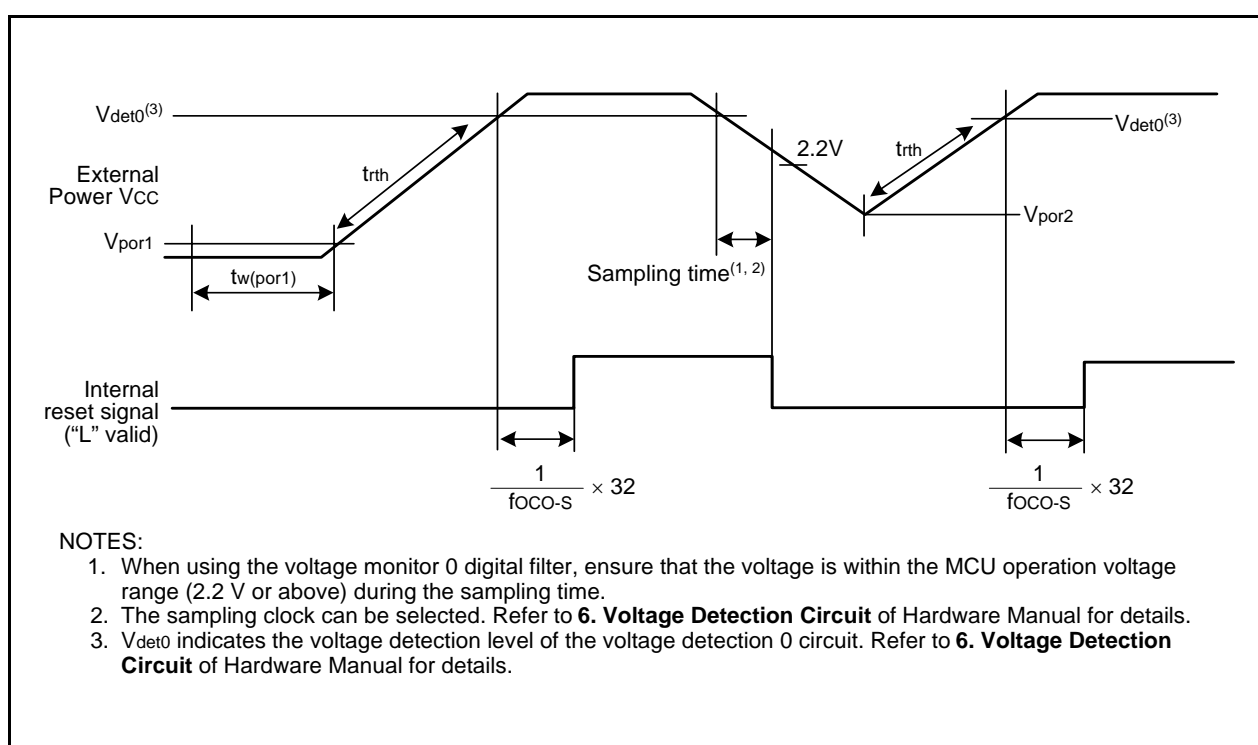 Vdet0(3)
External
Power VCC
Vpor1
tw(por1)
trth
2.2V
Sampling time(1, 2)
trth
Vdet0(3)
Vpor2
Internal
reset signal
(“L” valid)
1
fOCO-S
× 32
1
fOCO-S
× 32
NOTES:
1. When using the voltage monitor 0 digital filter, ensure that the voltage is within the MCU operation voltage
range (2.2 V or above) during the sampling time.
2. The sampling clock can be selected. Refer to 6. Voltage Detection Circuit of Hardware Manual for details.
3. Vdet0 indicates the voltage detection level of the voltage detection 0 circuit. Refer to 6. Voltage Detection
Circuit of Hardware Manual for details.